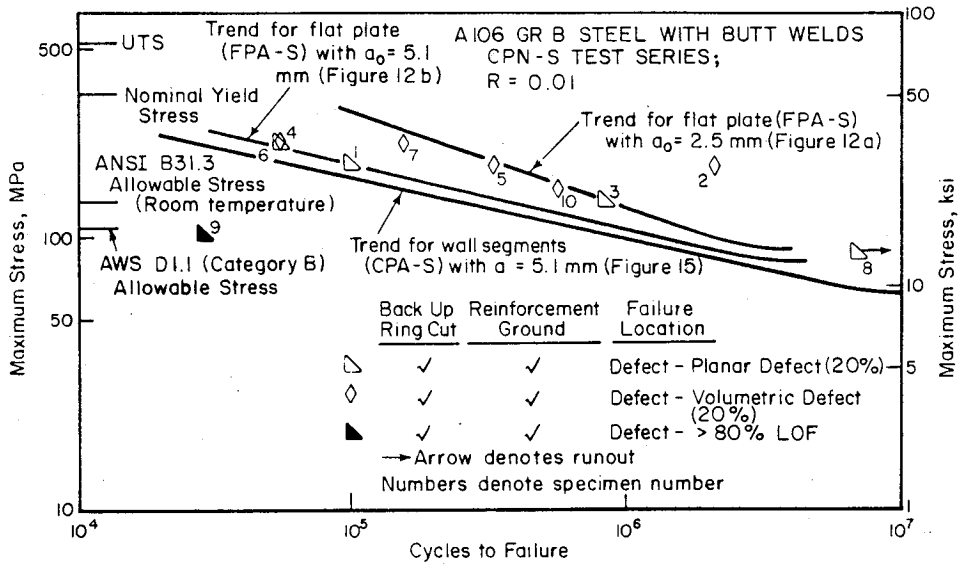 Trend for flat plate
(FPA-S) with a₀ = 5.1
mm (Figure 12b)
A106 GR B STEEL WITH BUTT WELDS
CPN-S TEST SERIES;
R = 0.01
UTS
Nominal Yield
Stress
Trend for flat plate (FPA-S)
with a₀ = 2.5 mm (Figure 12a)
ANSI B31.3
Allowable Stress
(Room temperature)
AWS D1.1 (Category B)
Allowable Stress
Trend for wall segments
(CPA-S) with a = 5.1 mm (Figure 15)
4
6
1
7
5
10
3
2
9
8
Back Up
Ring Cut
Reinforcement
Ground
Failure
Location
✓ ✓ Defect - Planar Defect (20%)
✓ ✓ Defect - Volumetric Defect
(20%)
✓ ✓ Defect - > 80% LOF
→ Arrow denotes runout
Numbers denote specimen number
Maximum Stress, MPa
500
100
50
10
Maximum Stress, ksi
100
50
10
5
1
10⁴ 10⁵ 10⁶ 10⁷
Cycles to Failure